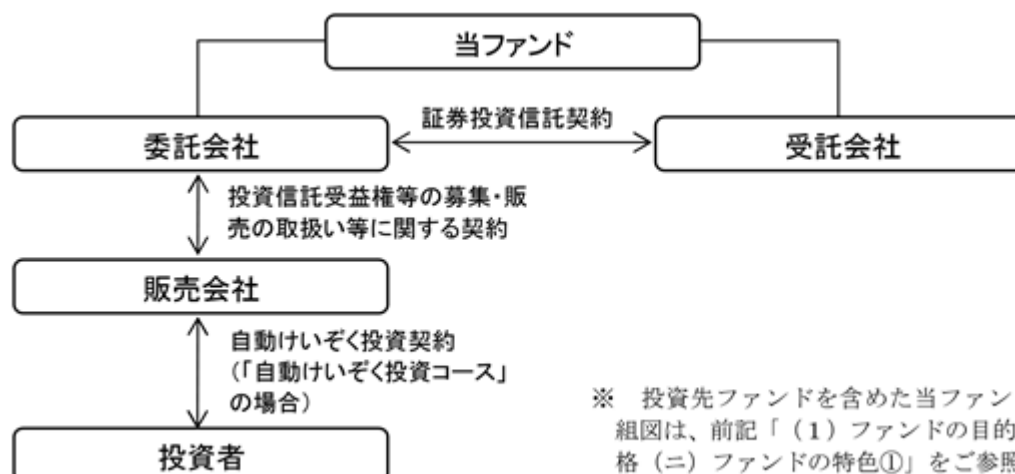 当ファンド
証券投資信託契約
委託会社
受託会社
投資信託受益権等の募集・販
売の取扱い等に関する契約
販売会社
自動けいぞく投資契約
（「自動けいぞく投資コース」
の場合）
投資者
※ 投資先ファンドを含めた当ファン
組図は、前記「（１）ファンドの目的
格（ニ）ファンドの特色①」をご参照